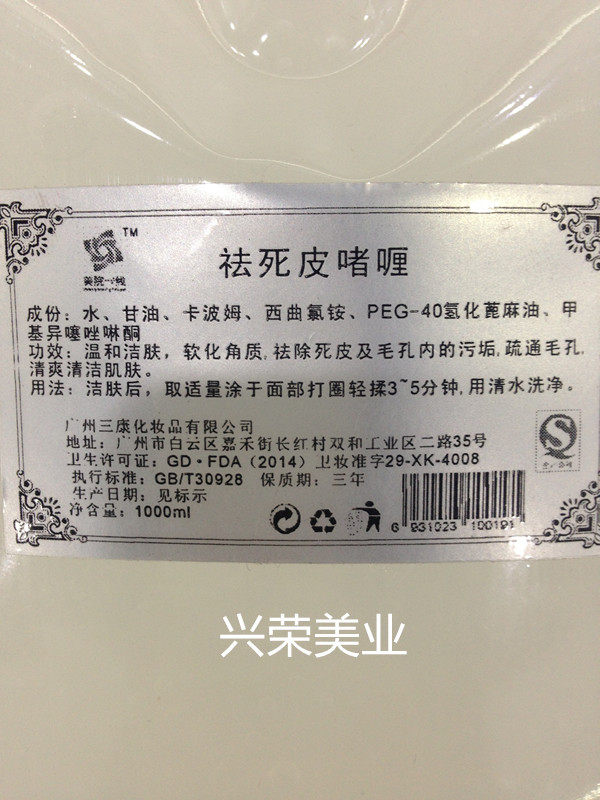 TM
祛死皮啫喱
成份：水、甘油、卡波姆、西曲氯铵、PEG-40氢化蓖麻油、甲
基异噻唑啉酮
功效：温和洁肤，软化角质，祛除死皮及毛孔内的污垢，疏通毛孔，
清爽清洁肌肤。
用法：洁肤后，取适量涂于面部打圈轻揉3~5分钟，用清水洗净。
广州三康化妆品有限公司
地址：广州市白云区嘉禾街长红村双和工业区二路35号
卫生许可证：GD·FDA（2014）卫妆准字29-XK-4008
执行标准：GB/T30928 保质期：三年
生产日期：见标示
净含量：1000ml
6 931023 100191
兴荣美业